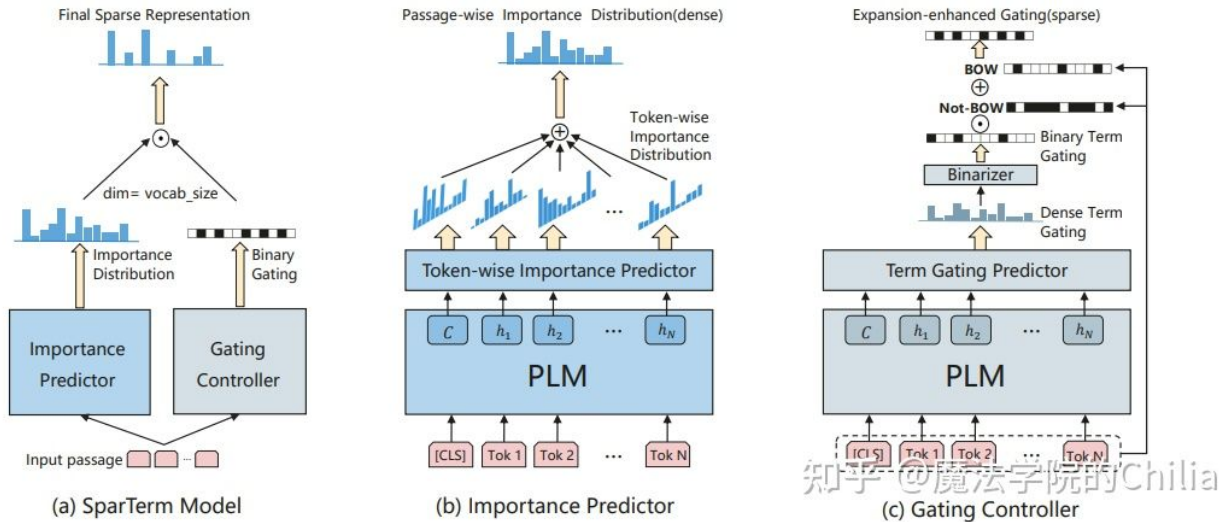 Final Sparse Representation
dim= vocab_size
Importance
Distribution
Binary
Gating
Importance
Predictor
Gating
Controller
Input passage
...
(a) SparTerm Model
Passage-wise Importance Distribution(dense)
Token-wise
Importance
Distribution
...
Token-wise Importance Predictor
C h₁ h₂ ... hN
PLM
[CLS] Tok 1 Tok 2 ... Tok N
(b) Importance Predictor
Expansion-enhanced Gating(sparse)
BOW
Not-BOW
Binary Term
Gating
Binarizer
Dense Term
Gating
Term Gating Predictor
C h₁ h₂ ... hN
PLM
[CLS] Tok 1 Tok 2 ... Tok N
(c) Gating Controller
知乎 @魔法学院的Chilia